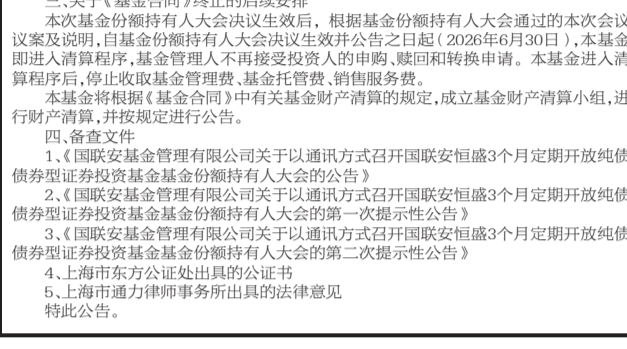 三、关于《基金合同》终止的后续安排
本次基金份额持有人大会决议生效后，根据基金份额持有人大会通过的本次会议
议案及说明，自基金份额持有人大会决议生效并公告之日起（2026年6月30日），本基金
即进入清算程序，基金管理人不再接受投资人的申购、赎回和转换申请。本基金进入清
算程序后，停止收取基金管理费、基金托管费、销售服务费。
本基金将根据《基金合同》中有关基金财产清算的规定，成立基金财产清算小组，进
行财产清算，并按规定进行公告。
四、备查文件
1、《国联安基金管理有限公司关于以通讯方式召开国联安恒盛3个月定期开放纯债
债券型证券投资基金基金份额持有人大会的公告》
2、《国联安基金管理有限公司关于以通讯方式召开国联安恒盛3个月定期开放纯债
债券型证券投资基金基金份额持有人大会的第一次提示性公告》
3、《国联安基金管理有限公司关于以通讯方式召开国联安恒盛3个月定期开放纯债
债券型证券投资基金基金份额持有人大会的第二次提示性公告》
4、上海市东方公证处出具的公证书
5、上海市通力律师事务所出具的法律意见
特此公告。